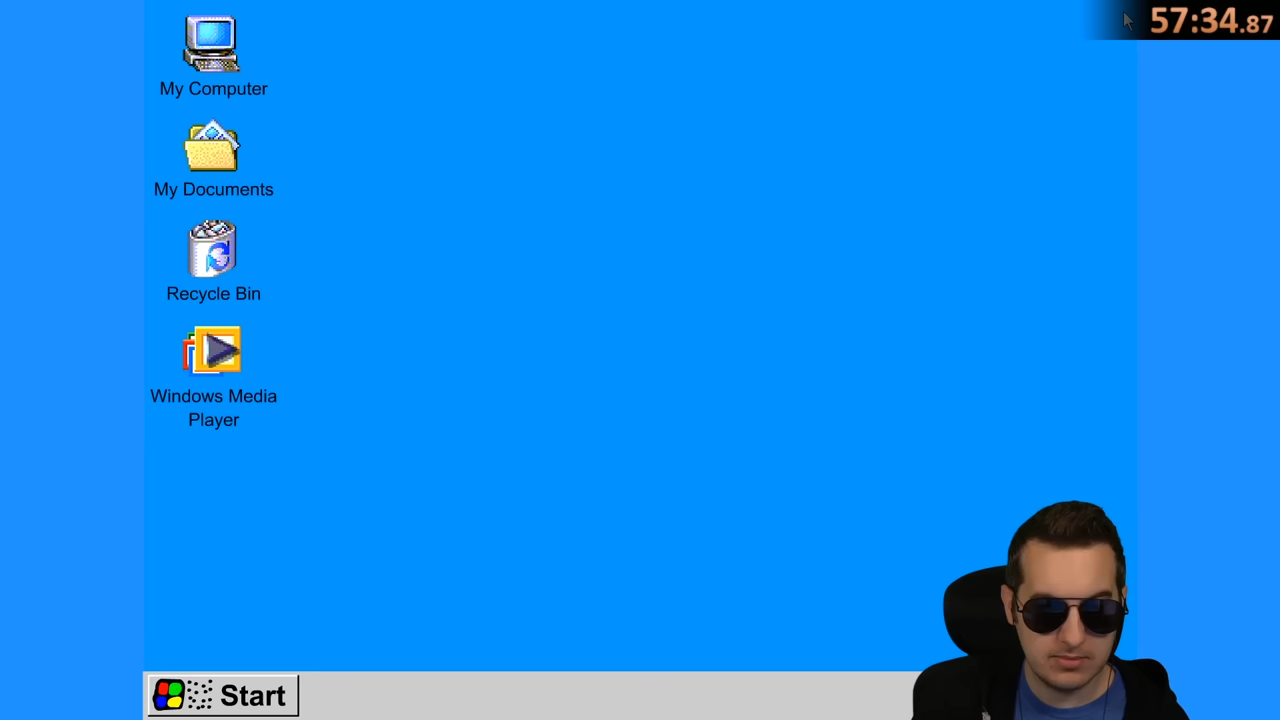 57:34.87
My Computer
My Documents
Recycle Bin
Windows Media
Player
Start